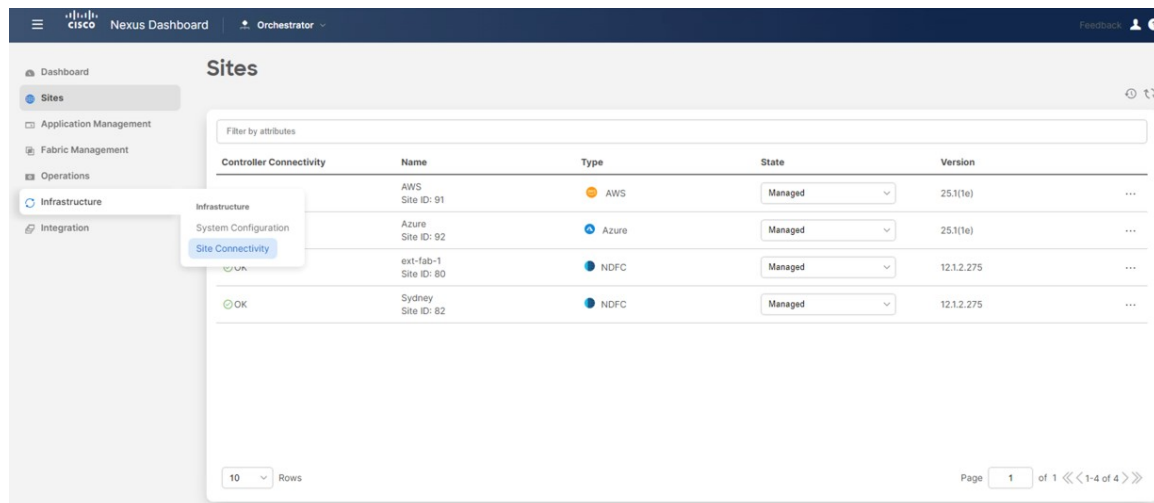 cisco Nexus Dashboard Orchestrator Feedback
Dashboard
Sites
Application Management
Fabric Management
Operations
Infrastructure
Integration
Infrastructure
System Configuration
Site Connectivity
Sites
Filter by attributes
Controller Connectivity Name Type State Version
AWS
Site ID: 91
AWS Managed 25.1(1e) ...
Azure
Site ID: 92
Azure Managed 25.1(1e) ...
OK
ext-fab-1
Site ID: 80
NDFC Managed 12.1.2.275 ...
OK
Sydney
Site ID: 82
NDFC Managed 12.1.2.275 ...
10 Rows
Page 1 of 1 1-4 of 4